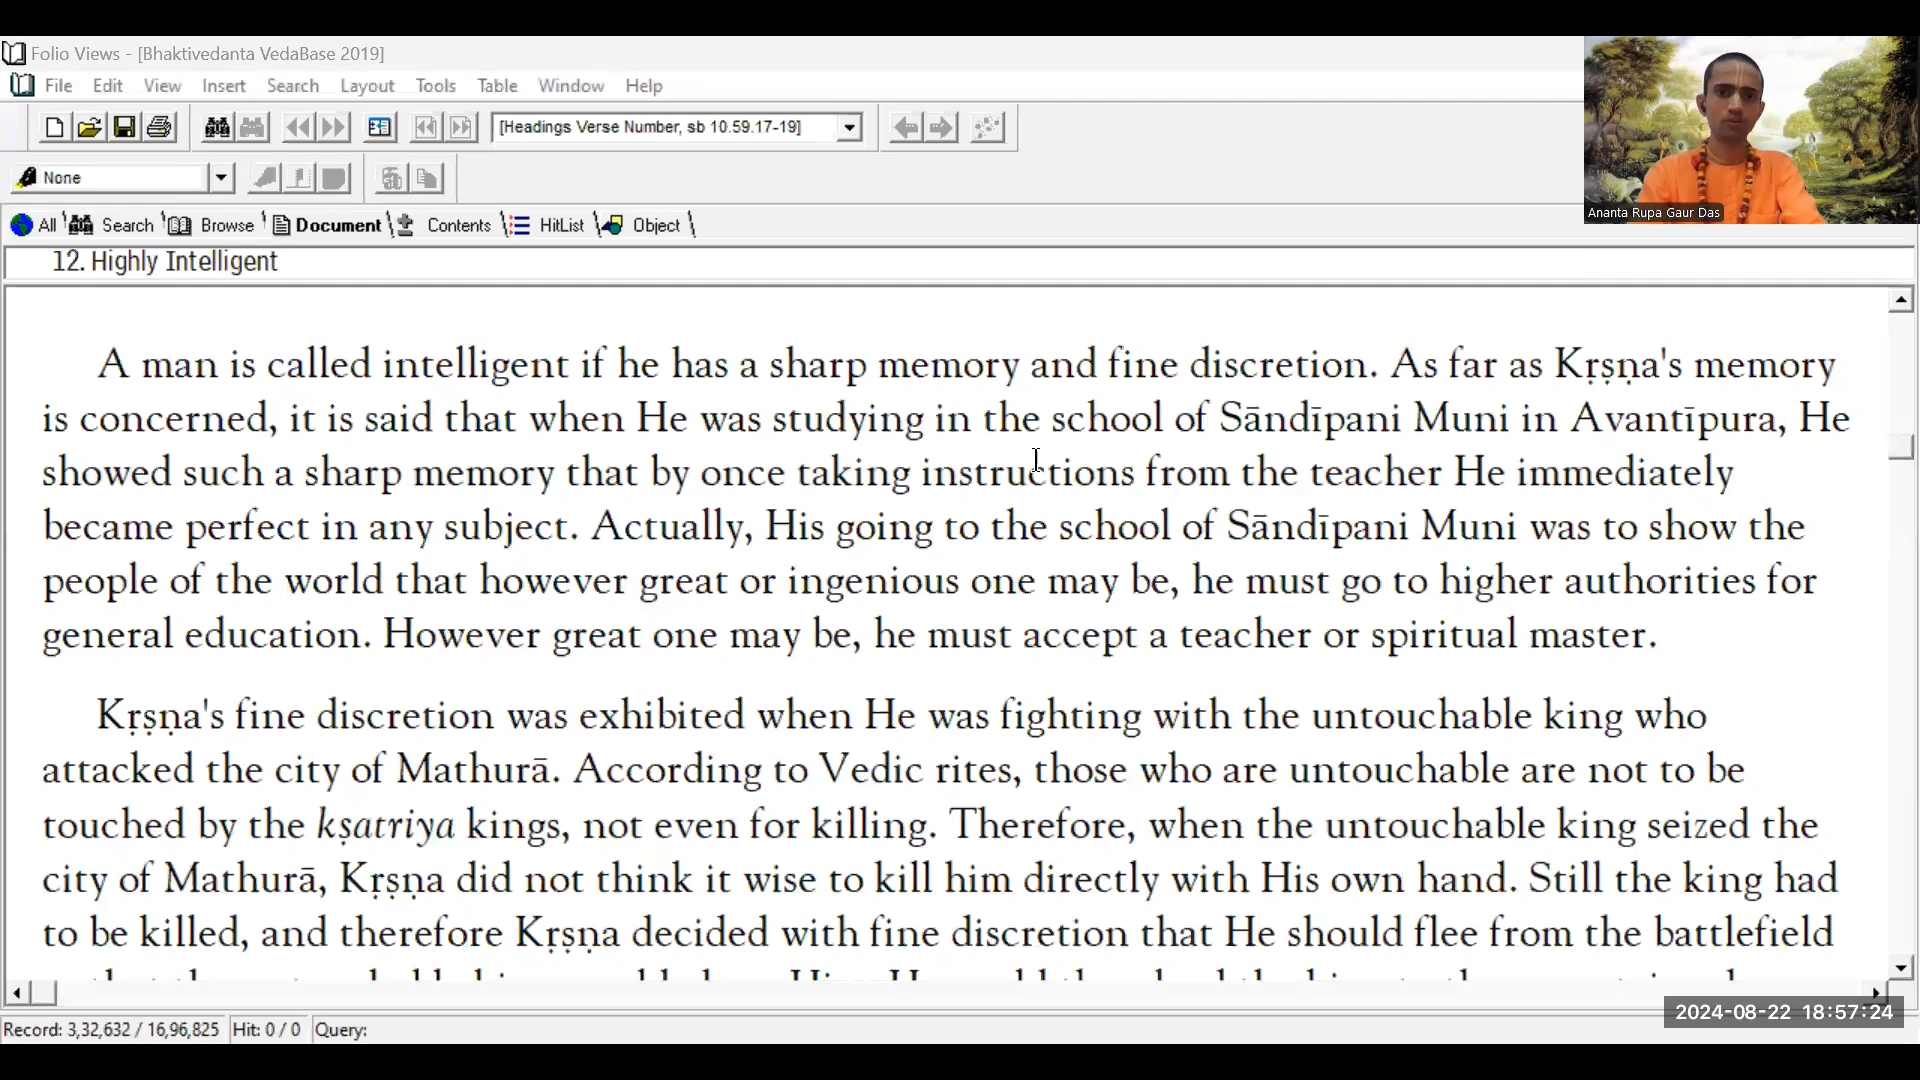 Folio Views - [Bhaktivedanta VedaBase 2019]
File Edit View Insert Search Layout Tools Table Window Help
[Headings Verse Number, sb 10.59.17-19]
None
All Search Browse Document Contents HitList Object
Ananta Rupa Gaur Das
12. Highly Intelligent
A man is called intelligent if he has a sharp memory and fine discretion. As far as Kṛṣṇa's memory
is concerned, it is said that when He was studying in the school of Sāndīpani Muni in Avantīpura, He
showed such a sharp memory that by once taking instructions from the teacher He immediately
became perfect in any subject. Actually, His going to the school of Sāndīpani Muni was to show the
people of the world that however great or ingenious one may be, he must go to higher authorities for
general education. However great one may be, he must accept a teacher or spiritual master.
Kṛṣṇa's fine discretion was exhibited when He was fighting with the untouchable king who
attacked the city of Mathurā. According to Vedic rites, those who are untouchable are not to be
touched by the kṣatriya kings, not even for killing. Therefore, when the untouchable king seized the
city of Mathurā, Kṛṣṇa did not think it wise to kill him directly with His own hand. Still the king had
to be killed, and therefore Kṛṣṇa decided with fine discretion that He should flee from the battlefield
2024-08-22 18:57:24
Record: 3,32,632 / 16,96,825 Hit: 0 / 0 Query: